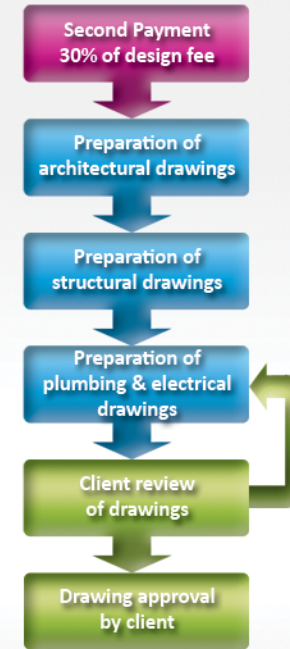 Second Payment
30% of design fee
Preparation of
architectural drawings
Preparation of
structural drawings
Preparation of
plumbing & electrical
drawings
Client review
of drawings
Drawing approval
by client